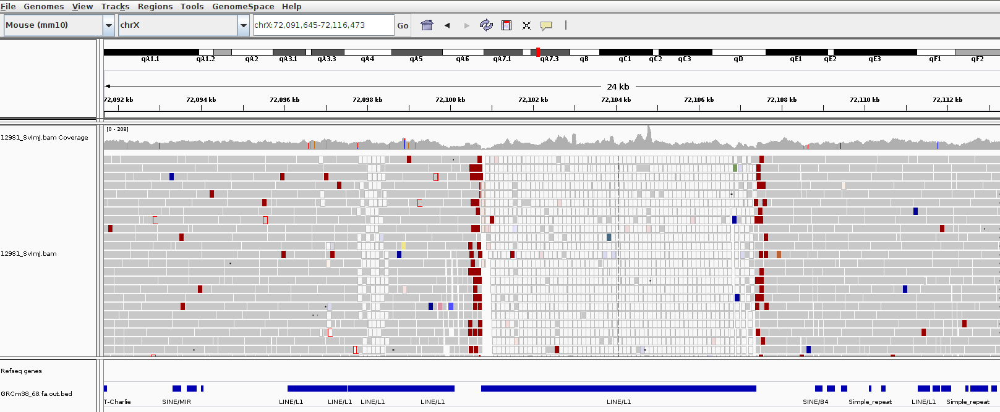 File Genomes View Tracks Regions Tools GenomeSpace Help
Mouse (mm10) chrX chrX:72,091,645-72,116,473 Go
qA1.1 qA1.2 qA2 qA3.1 qA3.3 qA4 qA5 qA6 qA7.1 qA7.3 qB qC1 qC2 qC3 qD qE1 qE2 qE3 qF1 qF2
24 kb
72,092 kb 72,094 kb 72,096 kb 72,098 kb 72,100 kb 72,102 kb 72,104 kb 72,106 kb 72,108 kb 72,110 kb 72,112 kb
[0 - 208]
129S1_SvImJ.bam Coverage
129S1_SvImJ.bam
Refseq genes
GRCm38_68.fa.out.bed
T-Charlie SINE/MIR LINE/L1 LINE/L1 LINE/L1 LINE/L1 LINE/L1 SINE/B4 Simple_repeat LINE/L1 Simple_repeat